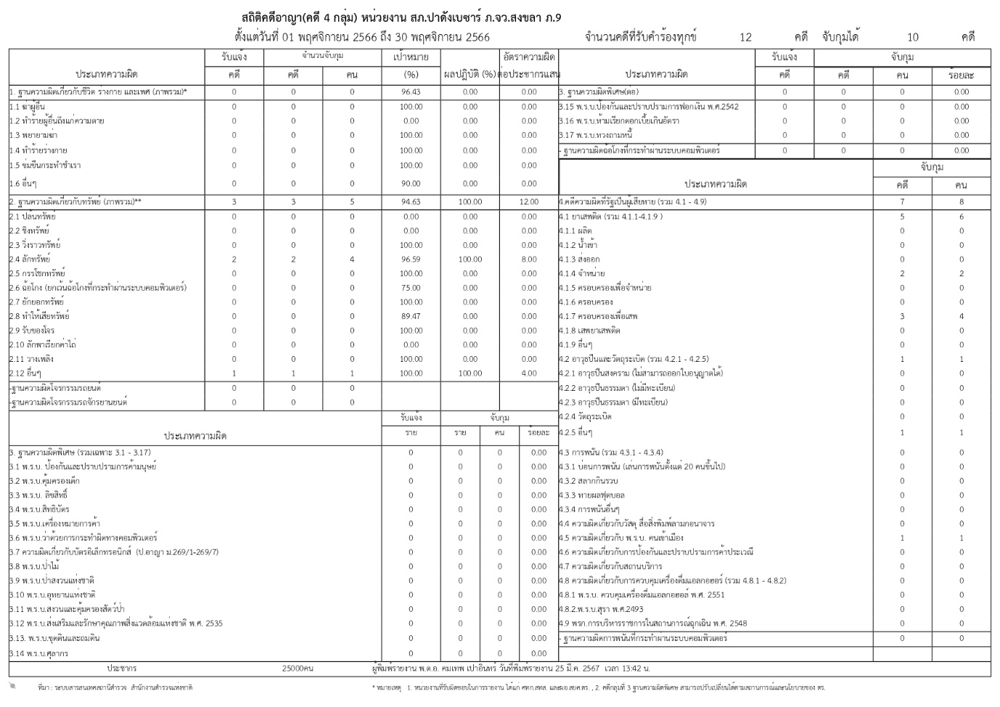 สถิติคดีอาญา(คดี 4 กลุ่ม) หน่วยงาน สภ.ปาดังเบซาร์ ภ.จว.สงขลา ภ.9
ตั้งแต่วันที่ 01 พฤศจิกายน 2566 ถึง 30 พฤศจิกายน 2566 จำนวนคดีที่รับคำร้องทุกข์ 12 คดี จับกุมได้ 10 คดี
ประเภทความผิด รับแจ้ง จำนวนจับกุม เป้าหมาย ผลปฎิบัติ (%) อัตราความผิด
คดี คดี คน (%) ต่อประชากรแสน
1. ฐานความผิดเกี่ยวกับชีวิต ร่างกาย และเพศ (ภาพรวม)* 0 0 0 96.43 0.00 0.00
1.1 ฆ่าผู้อื่น 0 0 0 100.00 0.00 0.00
1.2 ทำร้ายผู้อื่นถึงแก่ความตาย 0 0 0 0.00 0.00 0.00
1.3 พยายามฆ่า 0 0 0 100.00 0.00 0.00
1.4 ทำร้ายร่างกาย 0 0 0 100.00 0.00 0.00
1.5 ข่มขืนกระทำชำเรา 0 0 0 100.00 0.00 0.00
1.6 อื่นๆ 0 0 0 90.00 0.00 0.00
2. ฐานความผิดเกี่ยวกับทรัพย์ (ภาพรวม)** 3 3 5 94.63 100.00 12.00
2.1 ปล้นทรัพย์ 0 0 0 0.00 0.00 0.00
2.2 ชิงทรัพย์ 0 0 0 0.00 0.00 0.00
2.3 วิ่งราวทรัพย์ 0 0 0 100.00 0.00 0.00
2.4 ลักทรัพย์ 2 2 4 96.59 100.00 8.00
2.5 กรรโชกทรัพย์ 0 0 0 100.00 0.00 0.00
2.6 ฉ้อโกง (ยกเว้นฉ้อโกงที่กระทำผ่านระบบคอมพิวเตอร์) 0 0 0 75.00 0.00 0.00
2.7 ยักยอกทรัพย์ 0 0 0 100.00 0.00 0.00
2.8 ทำให้เสียทรัพย์ 0 0 0 89.47 0.00 0.00
2.9 รับของโจร 0 0 0 100.00 0.00 0.00
2.10 ลักพาเรียกค่าไถ่ 0 0 0 0.00 0.00 0.00
2.11 วางเพลิง 0 0 0 100.00 0.00 0.00
2.12 อื่นๆ 1 1 1 100.00 100.00 4.00
-ฐานความผิดโจรกรรมรถยนต์ 0 0 0
-ฐานความผิดโจรกรรมรถจักรยานยนต์ 0 0 0
ประเภทความผิด รับแจ้ง จับกุม
ราย ราย คน ร้อยละ
3. ฐานความผิดพิเศษ (รวมเฉพาะ 3.1 - 3.17) 0 0 0 0.00
3.1 พ.ร.บ. ป้องกันและปราบปรามการค้ามนุษย์ 0 0 0 0.00
3.2 พ.ร.บ.คุ้มครองเด็ก 0 0 0 0.00
3.3 พ.ร.บ. ลิขสิทธิ์ 0 0 0 0.00
3.4 พ.ร.บ.สิทธิบัตร 0 0 0 0.00
3.5 พ.ร.บ.เครื่องหมายการค้า 0 0 0 0.00
3.6 พ.ร.บ.ว่าด้วยการกระทำผิดทางคอมพิวเตอร์ 0 0 0 0.00
3.7 ความผิดเกี่ยวกับบัตรอิเล็กทรอนิกส์ (ป.อาญา ม.269/1-269/7) 0 0 0 0.00
3.8 พ.ร.บ.ป่าไม้ 0 0 0 0.00
3.9 พ.ร.บ.ป่าสงวนแห่งชาติ 0 0 0 0.00
3.10 พ.ร.บ.อุทยานแห่งชาติ 0 0 0 0.00
3.11 พ.ร.บ.สงวนและคุ้มครองสัตว์ป่า 0 0 0 0.00
3.12 พ.ร.บ.ส่งเสริมและรักษาคุณภาพสิ่งแวดล้อมแห่งชาติ พ.ศ. 2535 0 0 0 0.00
3.13. พ.ร.บ.ขุดดินและถมดิน 0 0 0 0.00
3.14 พ.ร.บ.ศุลากร 0 0 0 0.00
ประเภทความผิด รับแจ้ง จับกุม
คดี คดี คน ร้อยละ
3. ฐานความผิดพิเศษ(ต่อ) 0 0 0 0.00
3.15 พ.ร.บ.ป้องกันและปราบปรามการฟอกเงิน พ.ศ.2542 0 0 0 0.00
3.16 พ.ร.บ.ห้ามเรียกดอกเบี้ยเกินอัตรา 0 0 0 0.00
3.17 พ.ร.บ.ทวงถามหนี้ 0 0 0 0.00
- ฐานความผิดฉ้อโกงที่กระทำผ่านระบบคอมพิวเตอร์ 0 0 0 0.00
ประเภทความผิด จับกุม
คดี คน
4.คดีความผิดที่รัฐเป็นผู้เสียหาย (รวม 4.1 - 4.9) 7 8
4.1 ยาเสพติด (รวม 4.1.1-4.1.9 ) 5 6
4.1.1 ผลิต 0 0
4.1.2 นำเข้า 0 0
4.1.3 ส่งออก 0 0
4.1.4 จำหน่าย 2 2
4.1.5 ครอบครองเพื่อจำหน่าย 0 0
4.1.6 ครอบครอง 0 0
4.1.7 ครอบครองเพื่อเสพ 3 4
4.1.8 เสพยาเสพติด 0 0
4.1.9 อื่นๆ 0 0
4.2 อาวุธปืนและวัตถุระเบิด (รวม 4.2.1 - 4.2.5) 1 1
4.2.1 อาวุธปืนสงคราม (ไม่สามารถออกใบอนุญาตได้) 0 0
4.2.2 อาวุธปืนธรรมดา (ไม่มีทะเบียน) 0 0
4.2.3 อาวุธปืนธรรมดา (มีทะเบียน) 0 0
4.2.4 วัตถุระเบิด 0 0
4.2.5 อื่นๆ 1 1
4.3 การพนัน (รวม 4.3.1 - 4.3.4) 0 0
4.3.1 บ่อนการพนัน (เล่นการพนันตั้งแต่ 20 คนขึ้นไป) 0 0
4.3.2 สลากกินรวบ 0 0
4.3.3 ทายผลฟุตบอล 0 0
4.3.4 การพนันอื่นๆ 0 0
4.4 ความผิดเกี่ยวกับวัสดุ สื่อสิ่งพิมพ์ลามกอนาจาร 0 0
4.5 ความผิดเกี่ยวกับ พ.ร.บ. คนเข้าเมือง 1 1
4.6 ความผิดเกี่ยวกับการป้องกันและปราบปรามการค้าประเวณี 0 0
4.7 ความผิดเกี่ยวกับสถานบริการ 0 0
4.8 ความผิดเกี่ยวกับการควบคุมเครื่องดื่มแอลกอฮอร์ (รวม 4.8.1 - 4.8.2) 0 0
4.8.1 พ.ร.บ. ควบคุมเครื่องดื่มแอลกอฮอล์ พ.ศ. 2551 0 0
4.8.2.พ.ร.บ.สุรา พ.ศ.2493 0 0
4.9 พรก.การบริหารราชการในสถานการณ์ฉุกเฉิน พ.ศ. 2548 0 0
- ฐานความผิดการพนันที่กระทำผ่านระบบคอมพิวเตอร์ 0 0
ประชากร 25000คน ผู้พิมพ์รายงาน พ.ต.อ. คมเทพ เปาอินทร์ วันที่พิมพ์รายงาน 25 มี.ค. 2567 เวลา 13:42 น.
ที่มา : ระบบสารสนเทศสถานีตำรวจ สำนักงานตำรวจแห่งชาติ * หมายเหตุ 1. หน่วยงานที่รับผิดชอบในการรายงาน ได้แก่ ศทก.สทส. และผอ.สยศ.ตร. , 2. คดีกลุ่มที่ 3 ฐานความผิดพิเศษ สามารถปรับเปลี่ยนได้ตามสถานการณ์และนโยบายของ ตร.